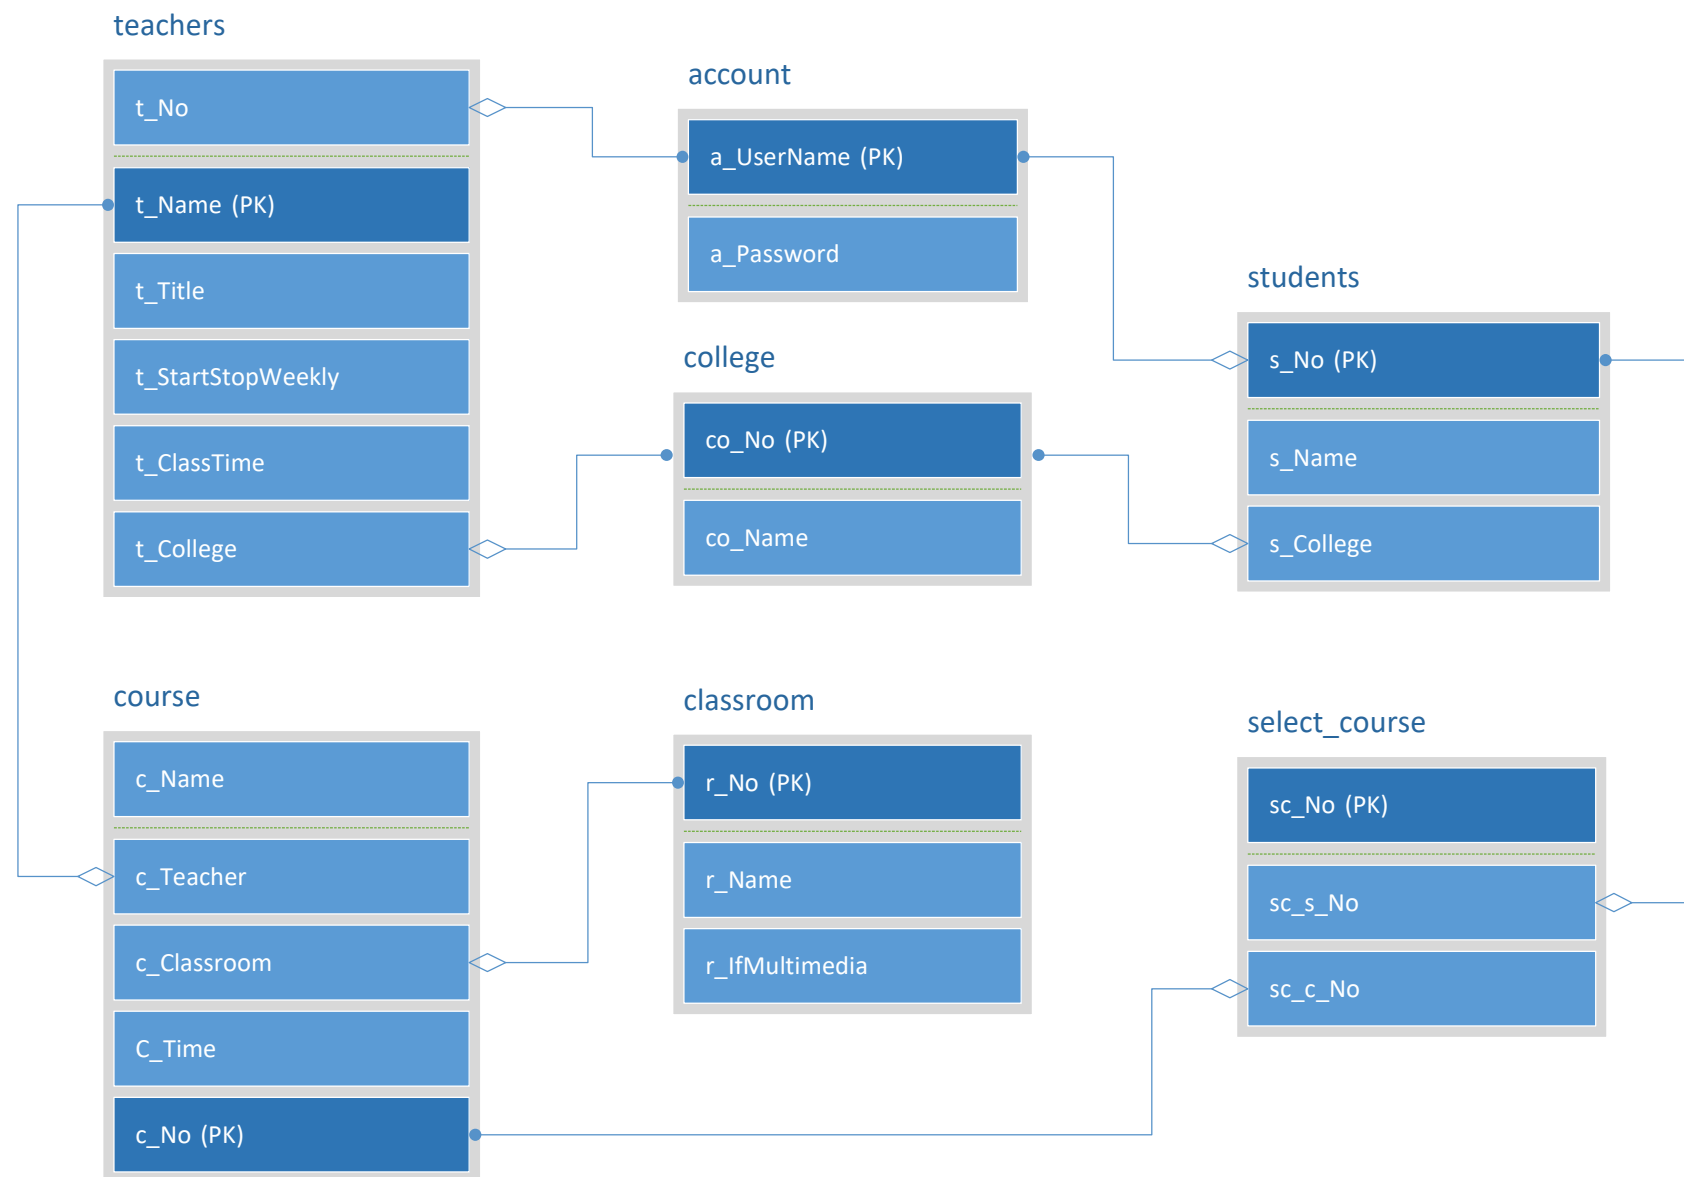 teachers
t_No
t_Name (PK)
t_Title
t_StartStopWeekly
t_ClassTime
t_College
account
a_UserName (PK)
a_Password
college
co_No (PK)
co_Name
students
s_No (PK)
s_Name
s_College
course
c_Name
c_Teacher
c_Classroom
C_Time
c_No (PK)
classroom
r_No (PK)
r_Name
r_IfMultimedia
select_course
sc_No (PK)
sc_s_No
sc_c_No